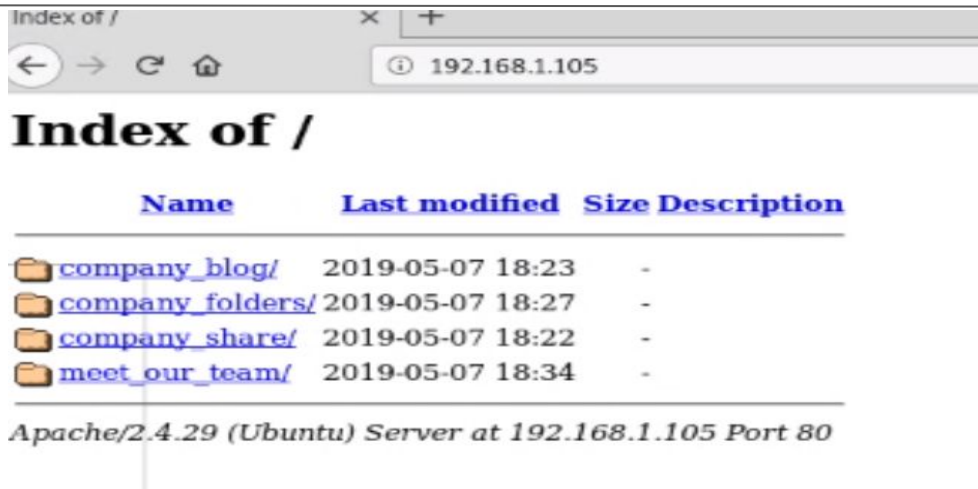 Index of /
192.168.1.105
Index of /
Name Last modified Size Description
company_blog/ 2019-05-07 18:23 -
company_folders/ 2019-05-07 18:27 -
company_share/ 2019-05-07 18:22 -
meet_our_team/ 2019-05-07 18:34 -
Apache/2.4.29 (Ubuntu) Server at 192.168.1.105 Port 80